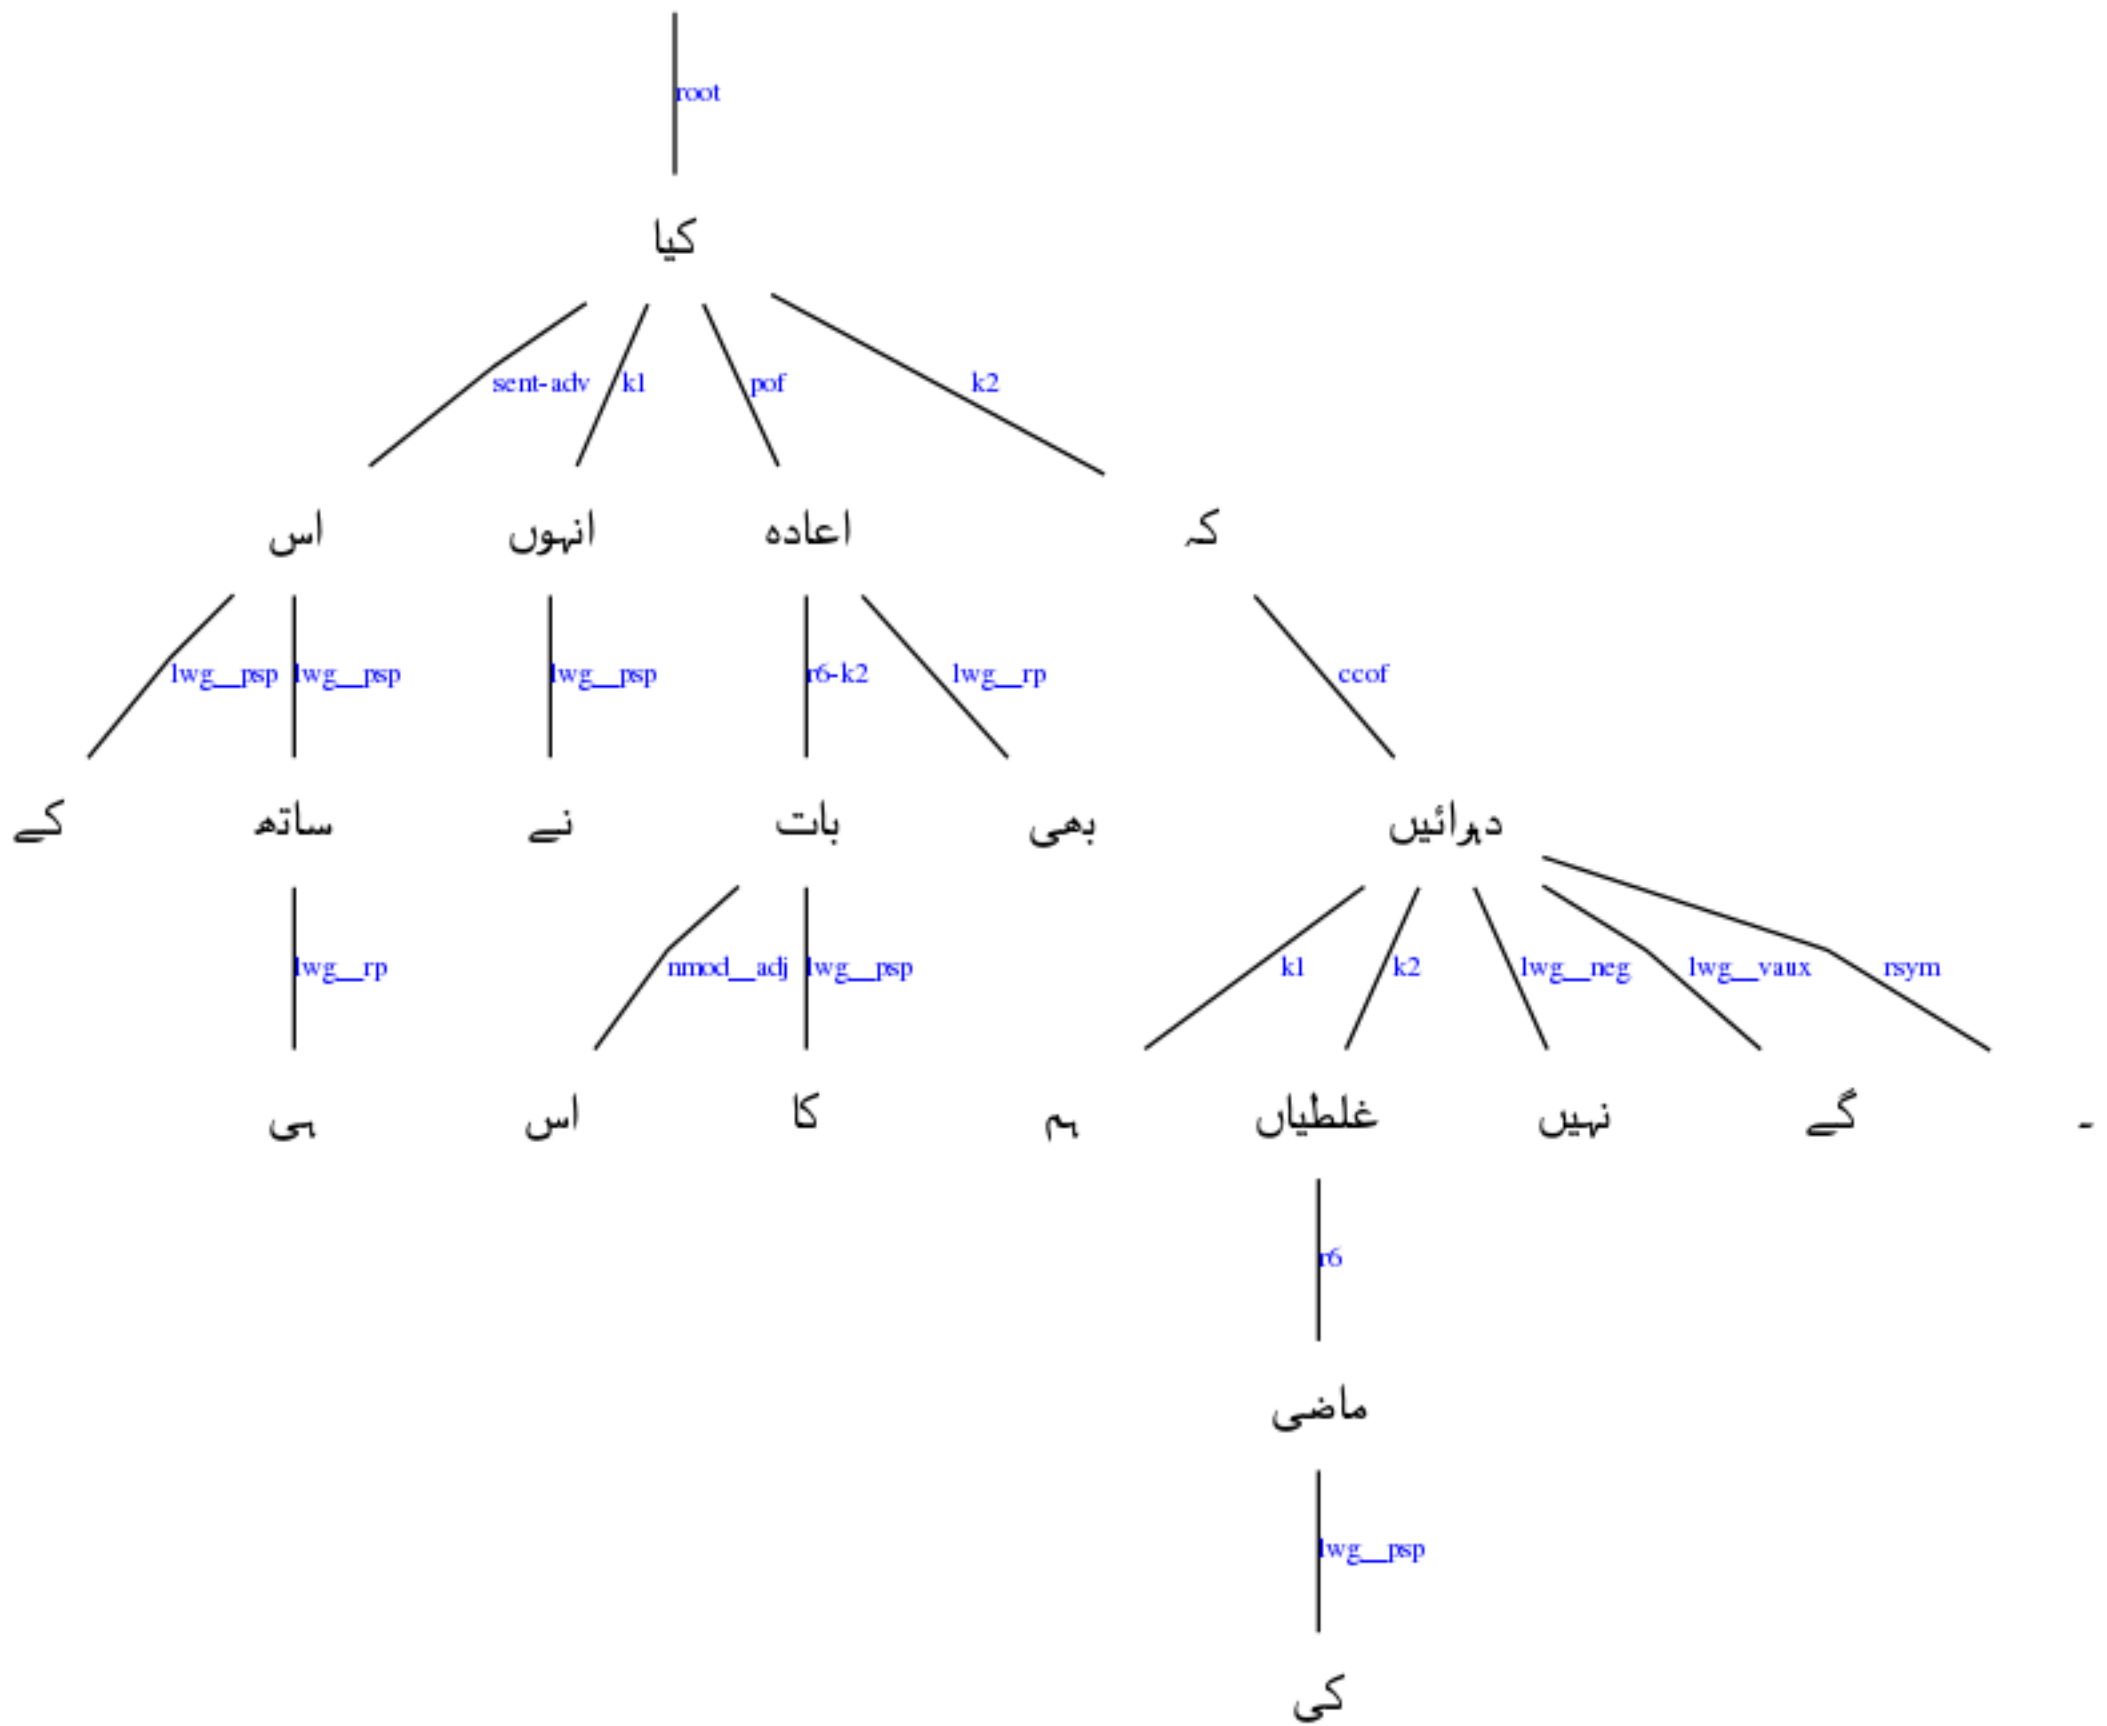 root
کیا
sent-adv k1 pof k2
اس انہوں اعادہ کہ
lwg__psp lwg__psp lwg__psp r6-k2 lwg__rp ccof
کے ساتھ نے بات بھی دہرائیں
lwg__rp nmod__adj lwg__psp k1 k2 lwg__neg lwg__vaux rsym
ہی اس کا ہم غلطیاں نہیں گے ۔
r6
ماضی
lwg__psp
کی